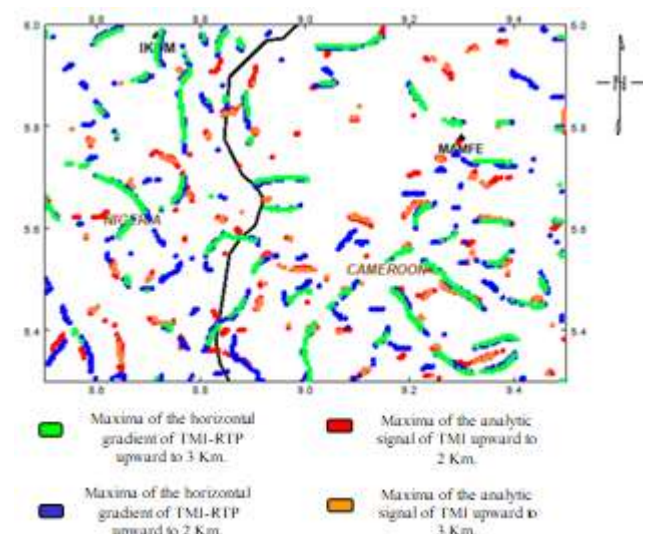 8.6 8.8 9.0 9.2 9.4
6.0 6.0
IKOM
5.8 5.8
MAMFE
5.6 NIGERIA 5.6
CAMEROON
5.4 5.4
8.6 8.8 9.0 9.2 9.4
Maxima of the horizontal
gradient of TMI-RTP
upward to 3 Km.
Maxima of the analytic
signal of TMI upward to
2 Km.
Maxima of the horizontal
gradient of TMI-RTP
upward to 2 Km.
Maxima of the analytic
signal of TMI upward to
3 Km.